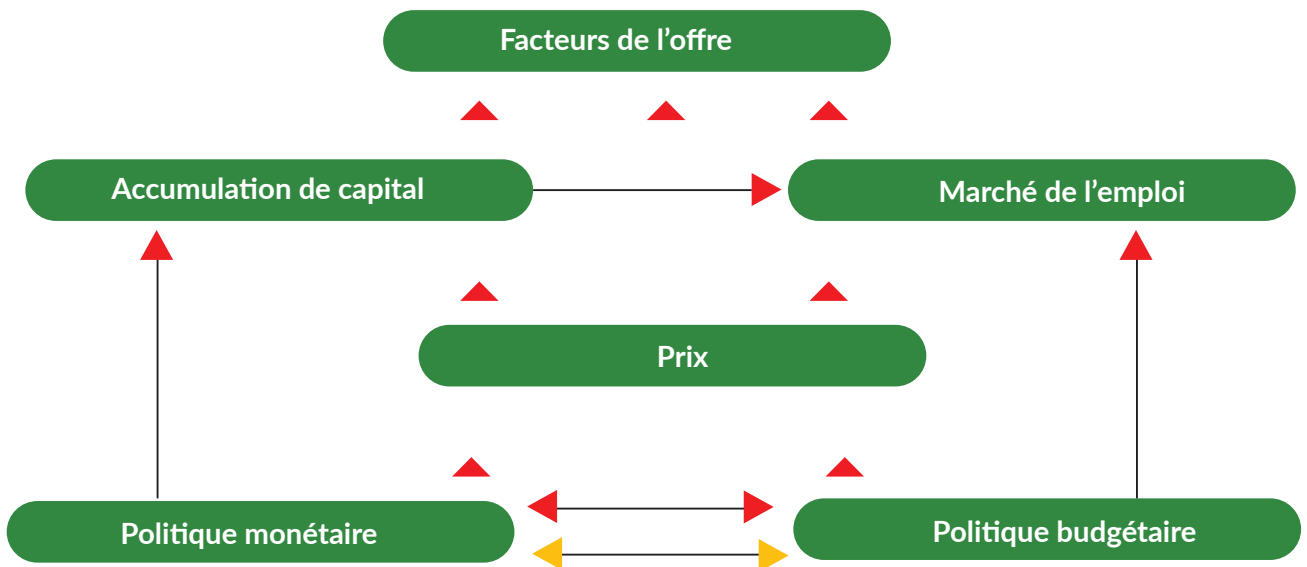 Facteurs de l’offre
Accumulation de capital
Marché de l’emploi
Prix
Politique monétaire
Politique budgétaire